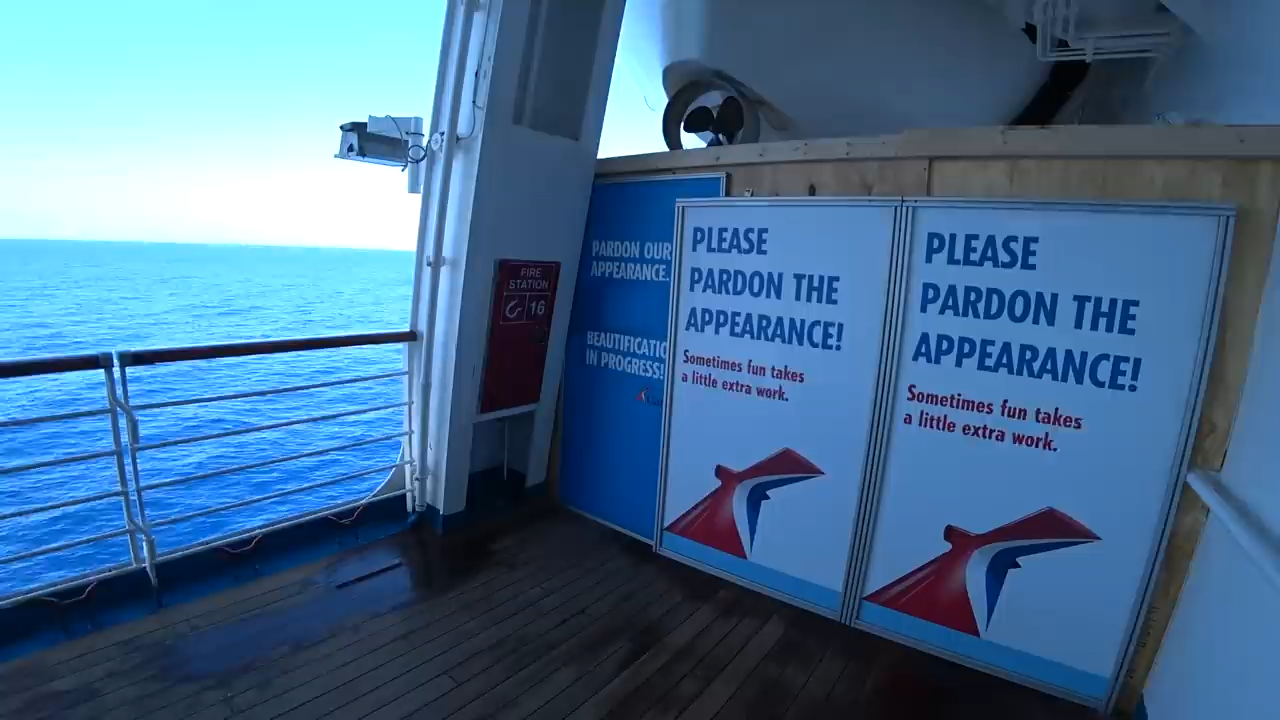 FIRE
STATION
16
PARDON OUR
APPEARANCE.
BEAUTIFICATIO
IN PROGRESS!
PLEASE
PARDON THE
APPEARANCE!
Sometimes fun takes
a little extra work.
PLEASE
PARDON THE
APPEARANCE!
Sometimes fun takes
a little extra work.